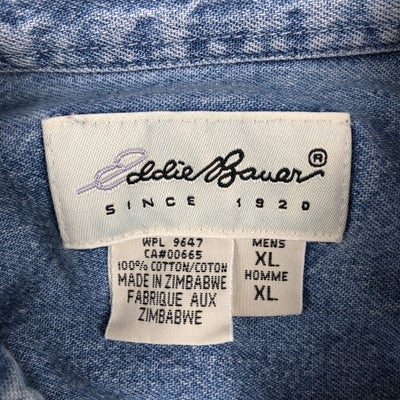 Eddie Bauer®
SINCE 1920
WPL 9647
CA#00665
100% COTTON/COTON
MADE IN ZIMBABWE
FABRIQUE AUX
ZIMBABWE
MENS
XL
HOMME
XL